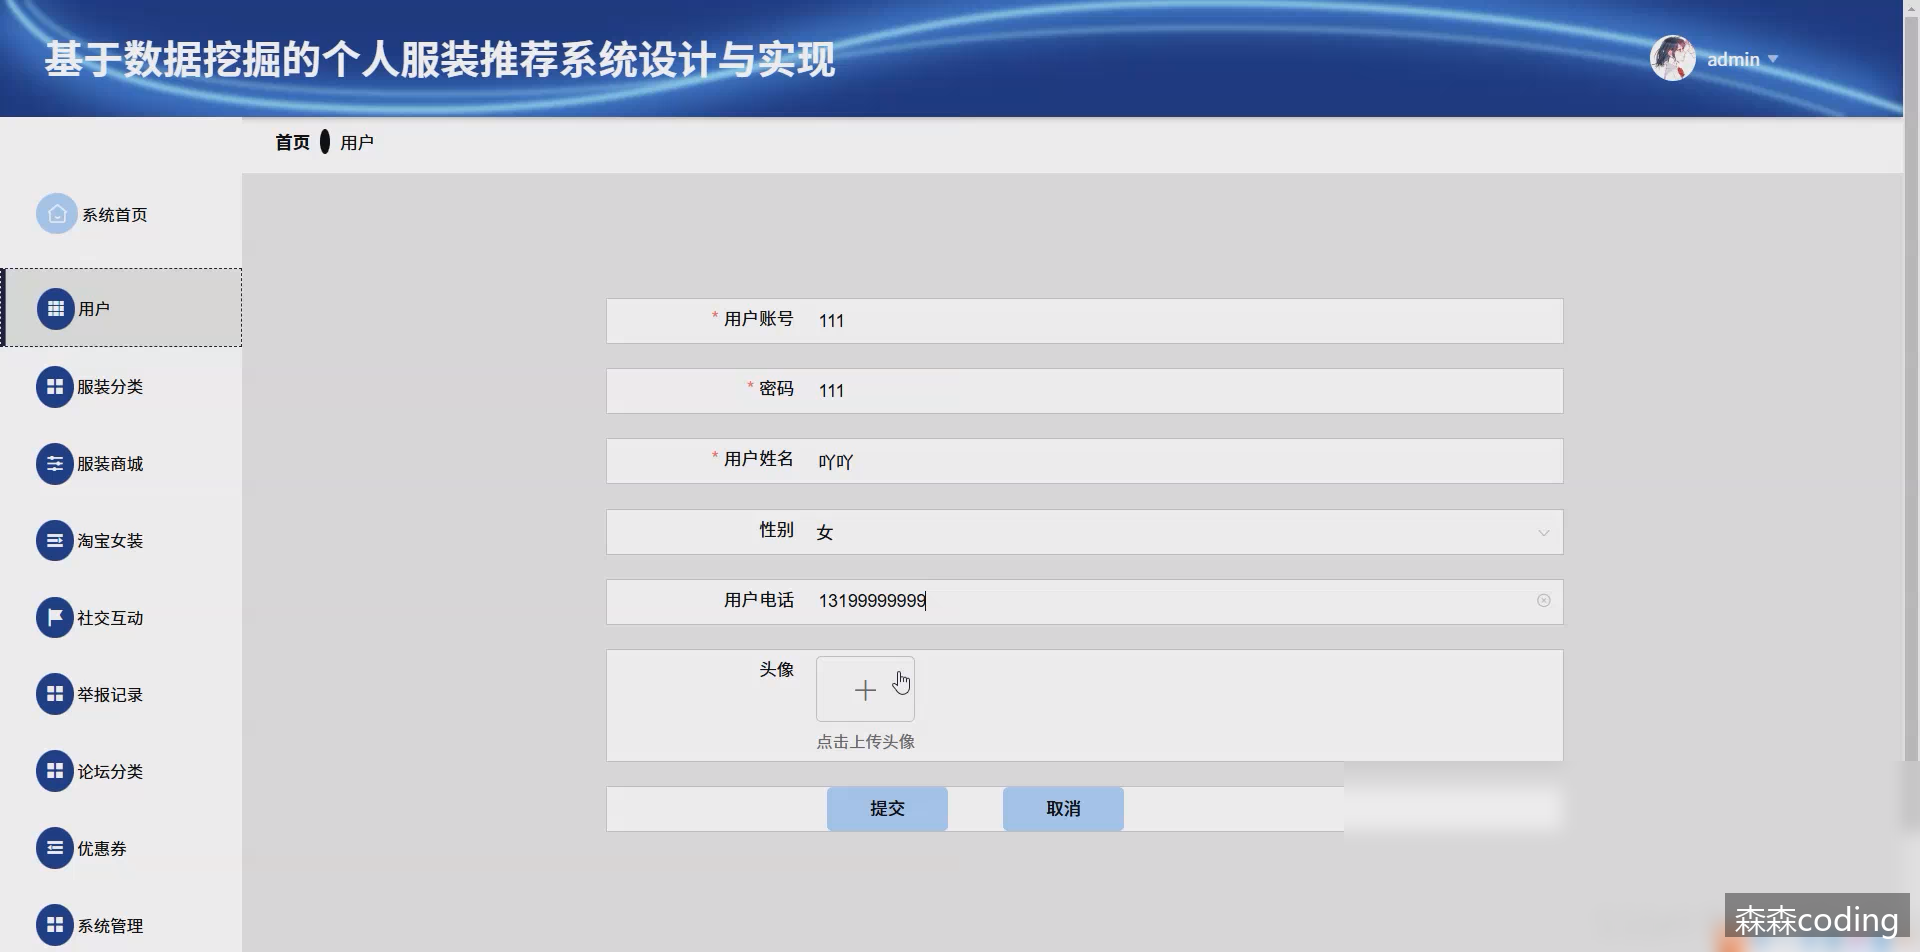 基于数据挖掘的个人服装推荐系统设计与实现
admin
首页 用户
系统首页
用户
服装分类
服装商城
淘宝女装
社交互动
举报记录
论坛分类
优惠券
系统管理
* 用户账号 111
* 密码 111
* 用户姓名 吖吖
性别 女
用户电话 13199999999
头像
点击上传头像
提交 取消
森森coding